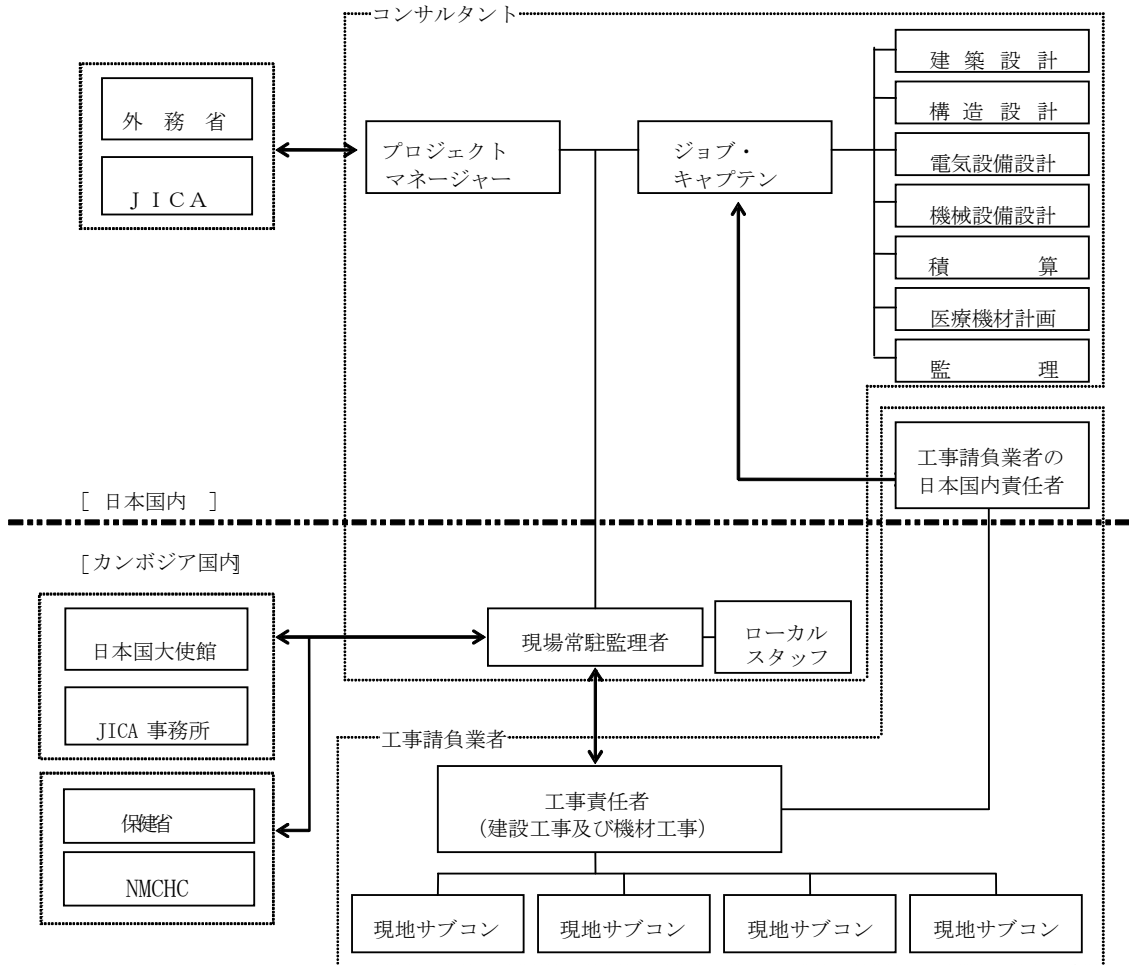 コンサルタント
建 築 設 計
外 務 省
構 造 設 計
プロジェクト
マネージャー
ジョブ・
キャプテン
電気設備設計
J I C A
機械設備設計
積 算
医療機材計画
監 理
工事請負業者の
日本国内責任者
[ 日本国内 ]
[カンボジア国内]
日本国大使館
現場常駐監理者
ローカル
スタッフ
JICA 事務所
工事請負業者
保健省
工事責任者
(建設工事及び機材工事)
NMCHC
現地サブコン
現地サブコン
現地サブコン
現地サブコン